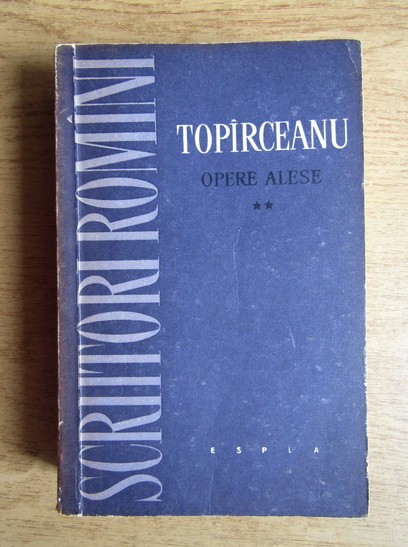 SCRIITORI ROMÎNI
TOPÎRCEANU
OPERE ALESE
★★
E S P L A